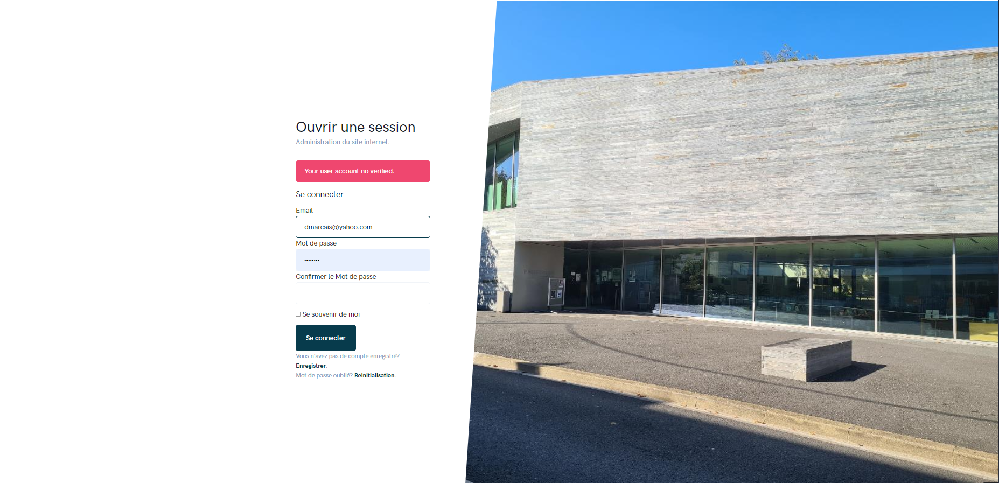 Ouvrir une session
Administration du site internet.
Your user account no verified.
Se connecter
Email
dmarcais@yahoo.com
Mot de passe
••••••••
Confirmer le Mot de passe
Se souvenir de moi
Se connecter
Vous n'avez pas de compte enregistré?
Enregistrer.
Mot de passe oublié? Reinitialisation.